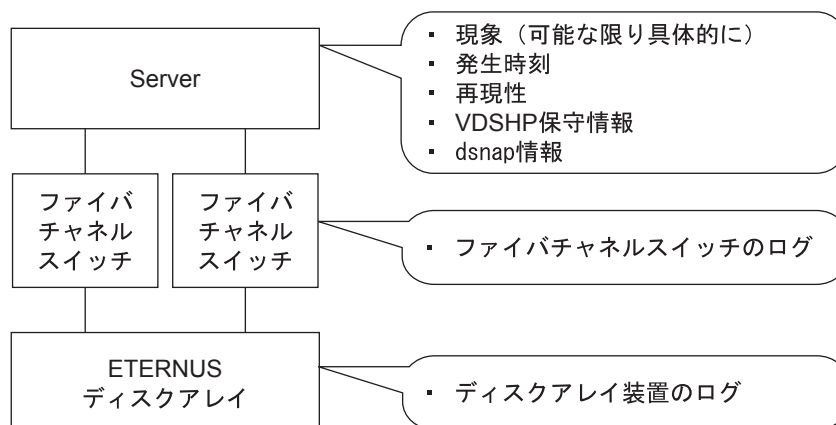 Server
▪ 現象（可能な限り具体的に）
▪ 発生時刻
▪ 再現性
▪ VDSHP保守情報
▪ dsnap情報
ファイバ
チャネル
スイッチ
ファイバ
チャネル
スイッチ
▪ ファイバチャネルスイッチのログ
ETERNUS
ディスクアレイ
▪ ディスクアレイ装置のログ